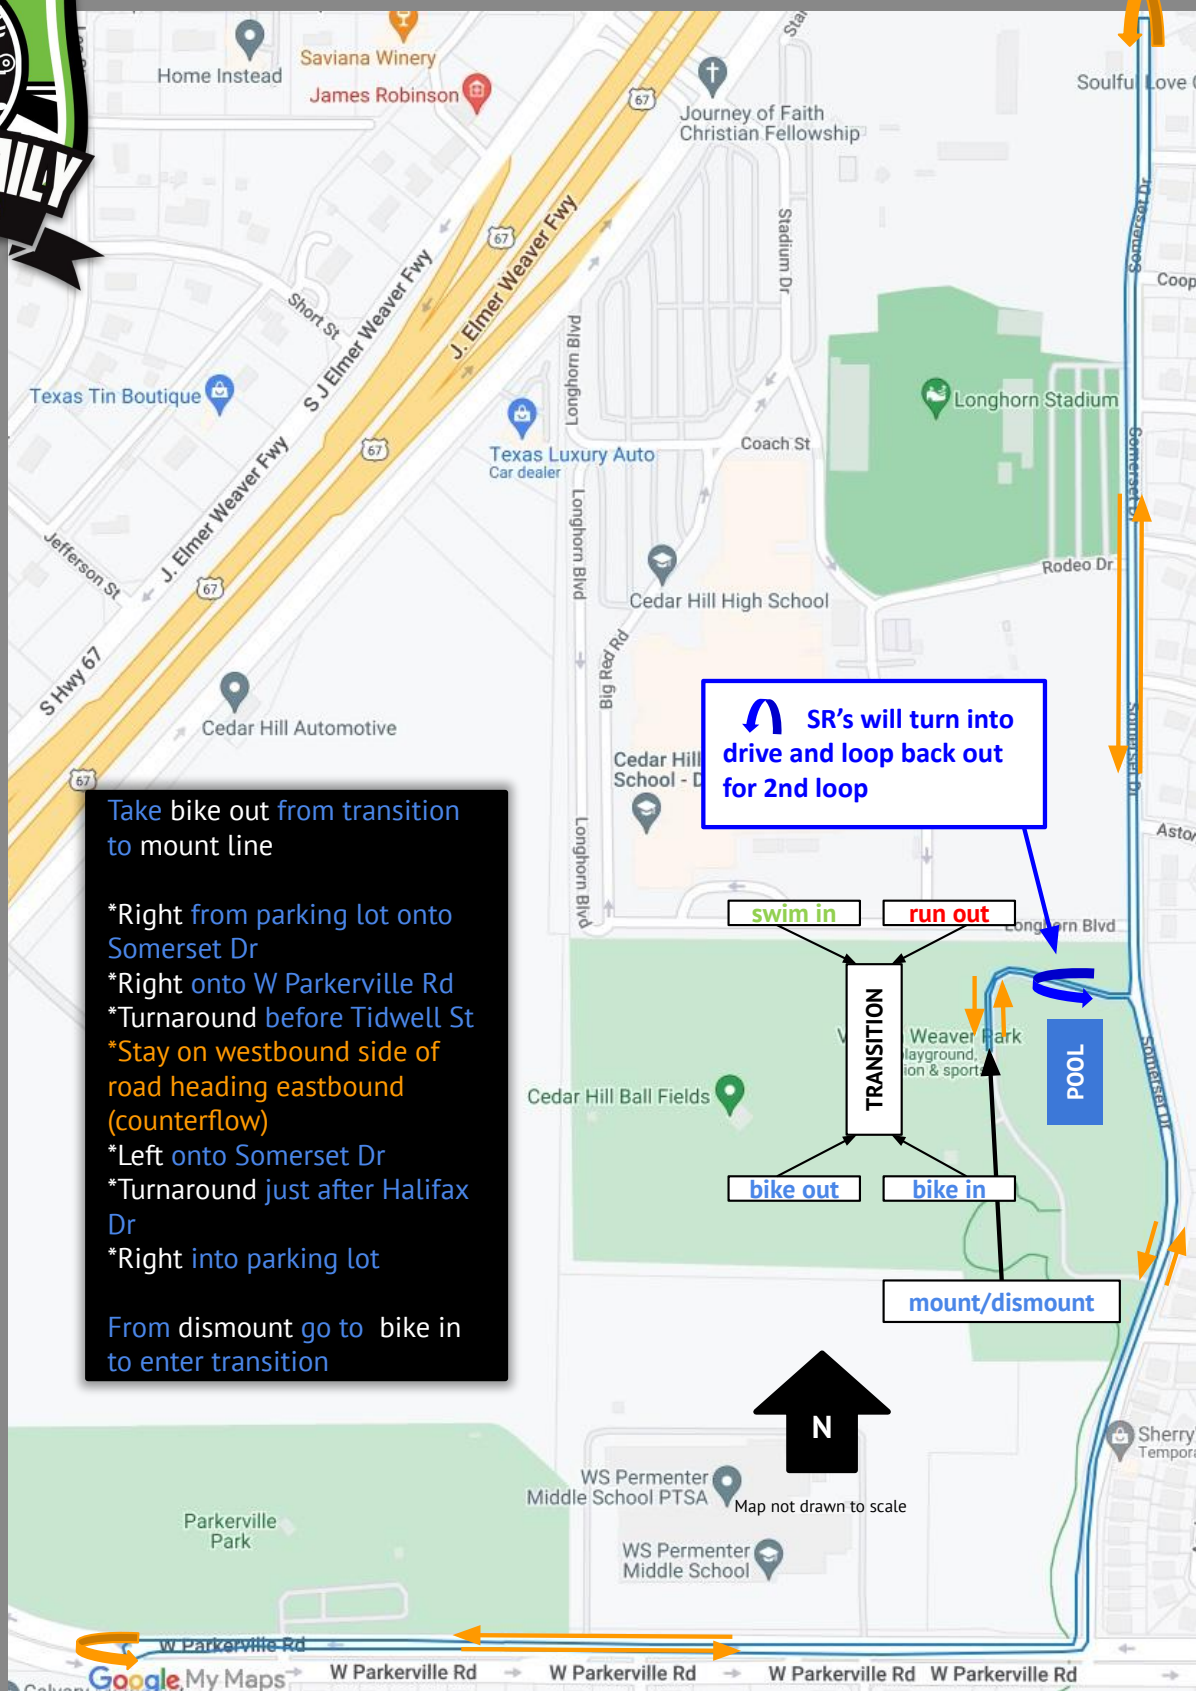 Home Instead
Saviana Winery
James Robinson
67
Journey of Faith
Christian Fellowship
Soulful Love
Somerset Dr
Stadium Dr
J. Elmer Weaver Fwy
67
S J Elmer Weaver Fwy
Short St
Longhorn Blvd
Texas Tin Boutique
Texas Luxury Auto
Car dealer
Coach St
Longhorn Stadium
Somerset Dr
67
J. Elmer Weaver Fwy
Jefferson St
67
Longhorn Blvd
Rodeo Dr
Cedar Hill High School
Big Red Rd
S Hwy 67
Cedar Hill Automotive
67
SR's will turn into
drive and loop back out
for 2nd loop
Somerset Dr
Cedar Hill
School - D
Longhorn Blvd
Take bike out from transition
to mount line
*Right from parking lot onto
Somerset Dr
*Right onto W Parkerville Rd
*Turnaround before Tidwell St
*Stay on westbound side of
road heading eastbound
(counterflow)
*Left onto Somerset Dr
*Turnaround just after Halifax
Dr
*Right into parking lot
From dismount go to bike in
to enter transition
swim in
run out
Longhorn Blvd
TRANSITION
Weaver Park
layground,
ion & sports
POOL
Somerset Dr
Cedar Hill Ball Fields
bike out
bike in
mount/dismount
N
Map not drawn to scale
WS Permenter
Middle School PTSA
WS Permenter
Middle School
Sherry
Parkerville
Park
W Parkerville Rd
Google My Maps
W Parkerville Rd
W Parkerville Rd
W Parkerville Rd
W Parkerville Rd